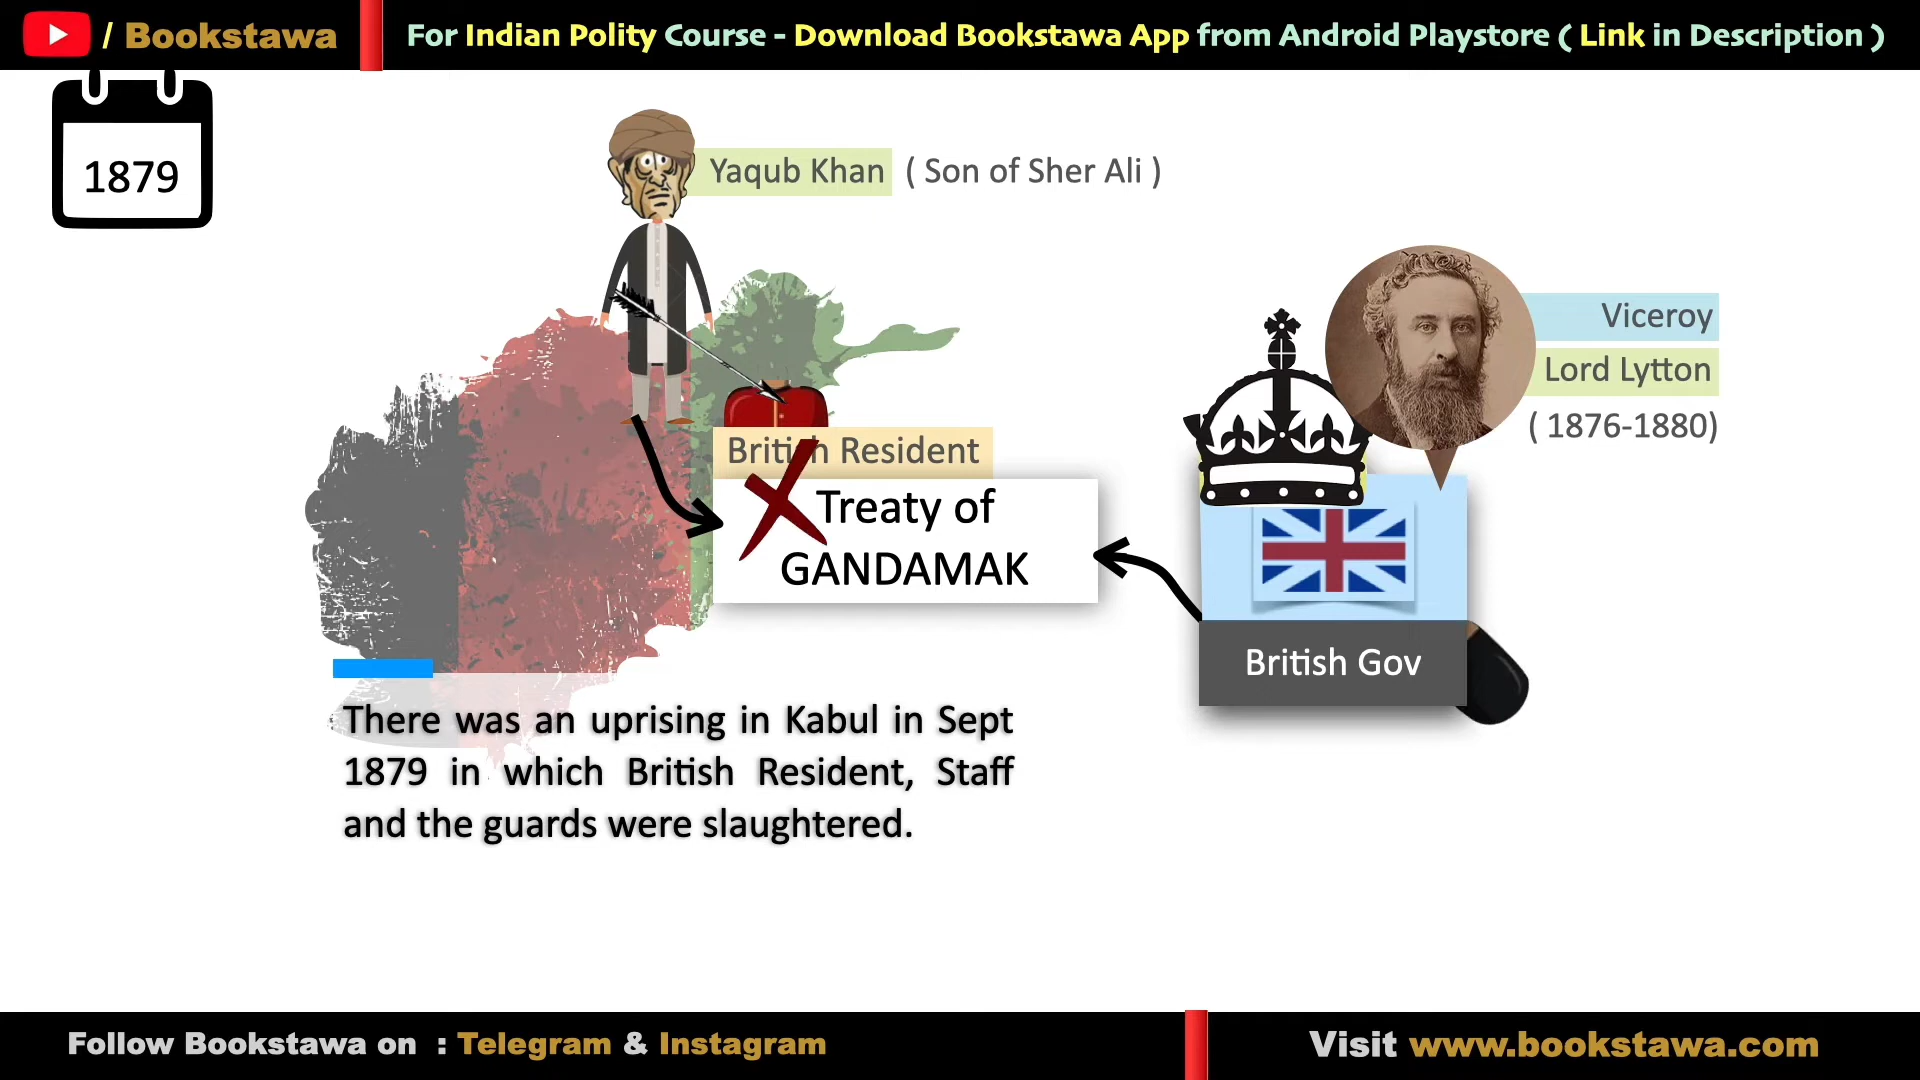 / Bookstawa
For Indian Polity Course - Download Bookstawa App from Android Playstore ( Link in Description )
1879
Yaqub Khan ( Son of Sher Ali )
Viceroy
Lord Lytton
( 1876-1880)
British Resident
Treaty of
GANDAMAK
British Gov
There was an uprising in Kabul in Sept
1879 in which British Resident, Staff
and the guards were slaughtered.
Follow Bookstawa on : Telegram & Instagram
Visit www.bookstawa.com